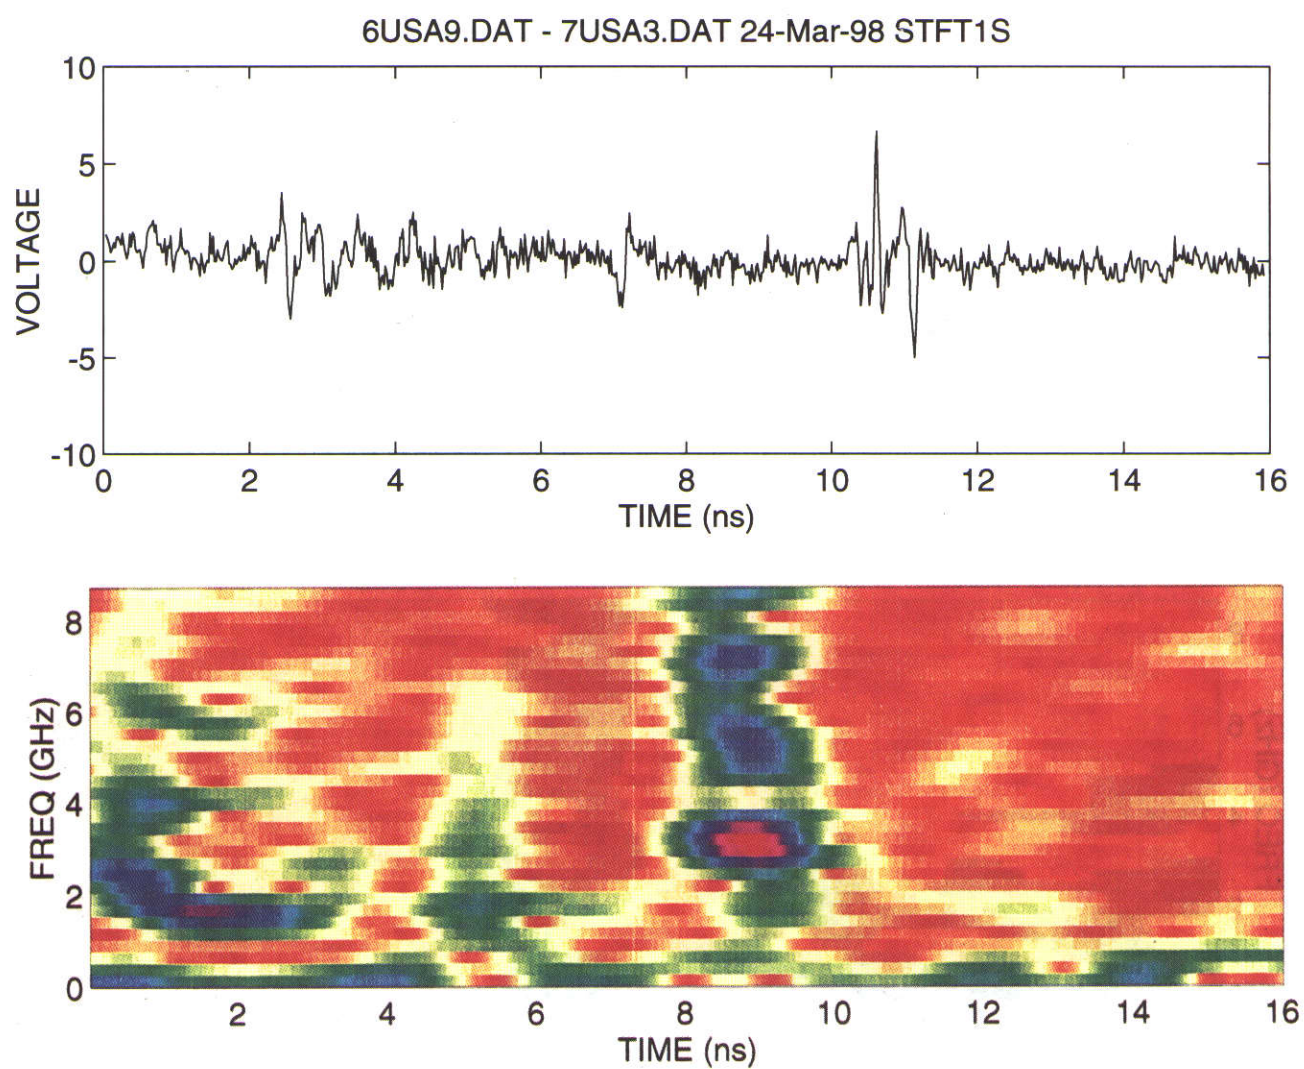 6USA9.DAT - 7USA3.DAT 24-Mar-98 STFT1S
10
5
0
-5
-10
VOLTAGE
0 2 4 6 8 10 12 14 16
TIME (ns)
8
6
4
2
0
FREQ (GHz)
2 4 6 8 10 12 14 16
TIME (ns)